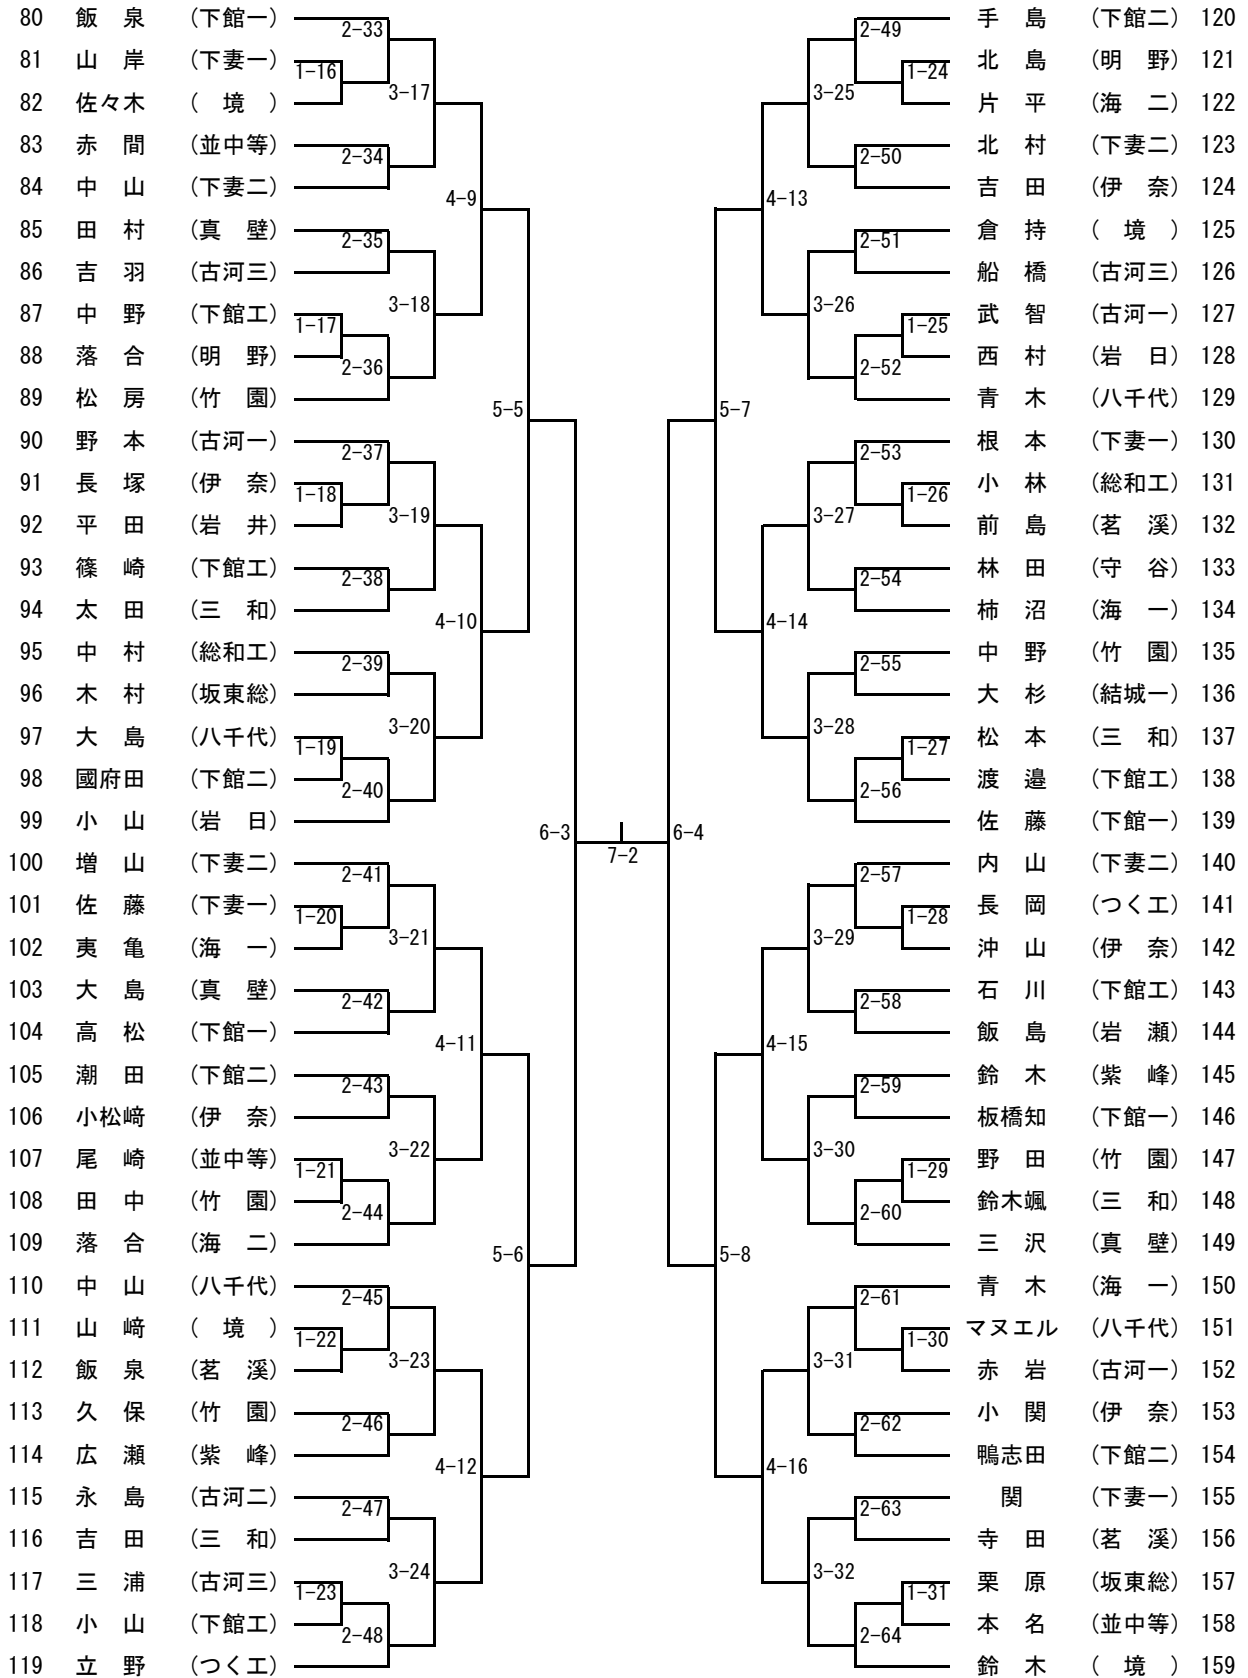 80 飯 泉 (下館一) 2-33 2-49 手 島 (下館二) 120
81 山 岸 (下妻一) 1-16 1-24 北 島 (明 野) 121
82 佐々木 ( 境 ) 3-17 3-25 片 平 (海 二) 122
83 赤 間 (並中等) 2-34 2-50 北 村 (下妻二) 123
84 中 山 (下妻二) 4-9 4-13 吉 田 (伊 奈) 124
85 田 村 (真 壁) 2-35 2-51 倉 持 ( 境 ) 125
86 吉 羽 (古河三) 船 橋 (古河三) 126
87 中 野 (下館工) 1-17 3-18 3-26 1-25 武 智 (古河一) 127
88 落 合 (明 野) 2-36 2-52 西 村 (岩 日) 128
89 松 房 (竹 園) 5-5 5-7 青 木 (八千代) 129
90 野 本 (古河一) 2-37 2-53 根 本 (下妻一) 130
91 長 塚 (伊 奈) 1-18 1-26 小 林 (総和工) 131
92 平 田 (岩 井) 3-19 3-27 前 島 (茗 溪) 132
93 篠 崎 (下館工) 2-38 2-54 林 田 (守 谷) 133
94 太 田 (三 和) 4-10 4-14 柿 沼 (海 一) 134
95 中 村 (総和工) 2-39 2-55 中 野 (竹 園) 135
96 木 村 (坂東総) 大 杉 (結城一) 136
97 大 島 (八千代) 1-19 3-20 3-28 1-27 松 本 (三 和) 137
98 國府田 (下館二) 2-40 2-56 渡 邉 (下館工) 138
99 小 山 (岩 日) 6-3 6-4 佐 藤 (下館一) 139
7-2
100 増 山 (下妻二) 2-41 2-57 内 山 (下妻二) 140
101 佐 藤 (下妻一) 1-20 1-28 長 岡 (つく工) 141
102 夷 亀 (海 一) 3-21 3-29 沖 山 (伊 奈) 142
103 大 島 (真 壁) 2-42 2-58 石 川 (下館工) 143
104 高 松 (下館一) 4-11 4-15 飯 島 (岩 瀬) 144
105 潮 田 (下館二) 2-43 2-59 鈴 木 (紫 峰) 145
106 小松﨑 (伊 奈) 板橋知 (下館一) 146
107 尾 崎 (並中等) 1-21 3-22 3-30 1-29 野 田 (竹 園) 147
108 田 中 (竹 園) 2-44 2-60 鈴木颯 (三 和) 148
109 落 合 (海 二) 5-6 5-8 三 沢 (真 壁) 149
110 中 山 (八千代) 2-45 2-61 青 木 (海 一) 150
111 山 﨑 ( 境 ) 1-22 1-30 マヌエル (八千代) 151
112 飯 泉 (茗 溪) 3-23 3-31 赤 岩 (古河一) 152
113 久 保 (竹 園) 2-46 2-62 小 関 (伊 奈) 153
114 広 瀬 (紫 峰) 4-12 4-16 鴨志田 (下館二) 154
115 永 島 (古河二) 2-47 2-63 関 (下妻一) 155
116 吉 田 (三 和) 寺 田 (茗 溪) 156
117 三 浦 (古河三) 1-23 3-24 3-32 1-31 栗 原 (坂東総) 157
118 小 山 (下館工) 2-48 2-64 本 名 (並中等) 158
119 立 野 (つく工) 鈴 木 ( 境 ) 159